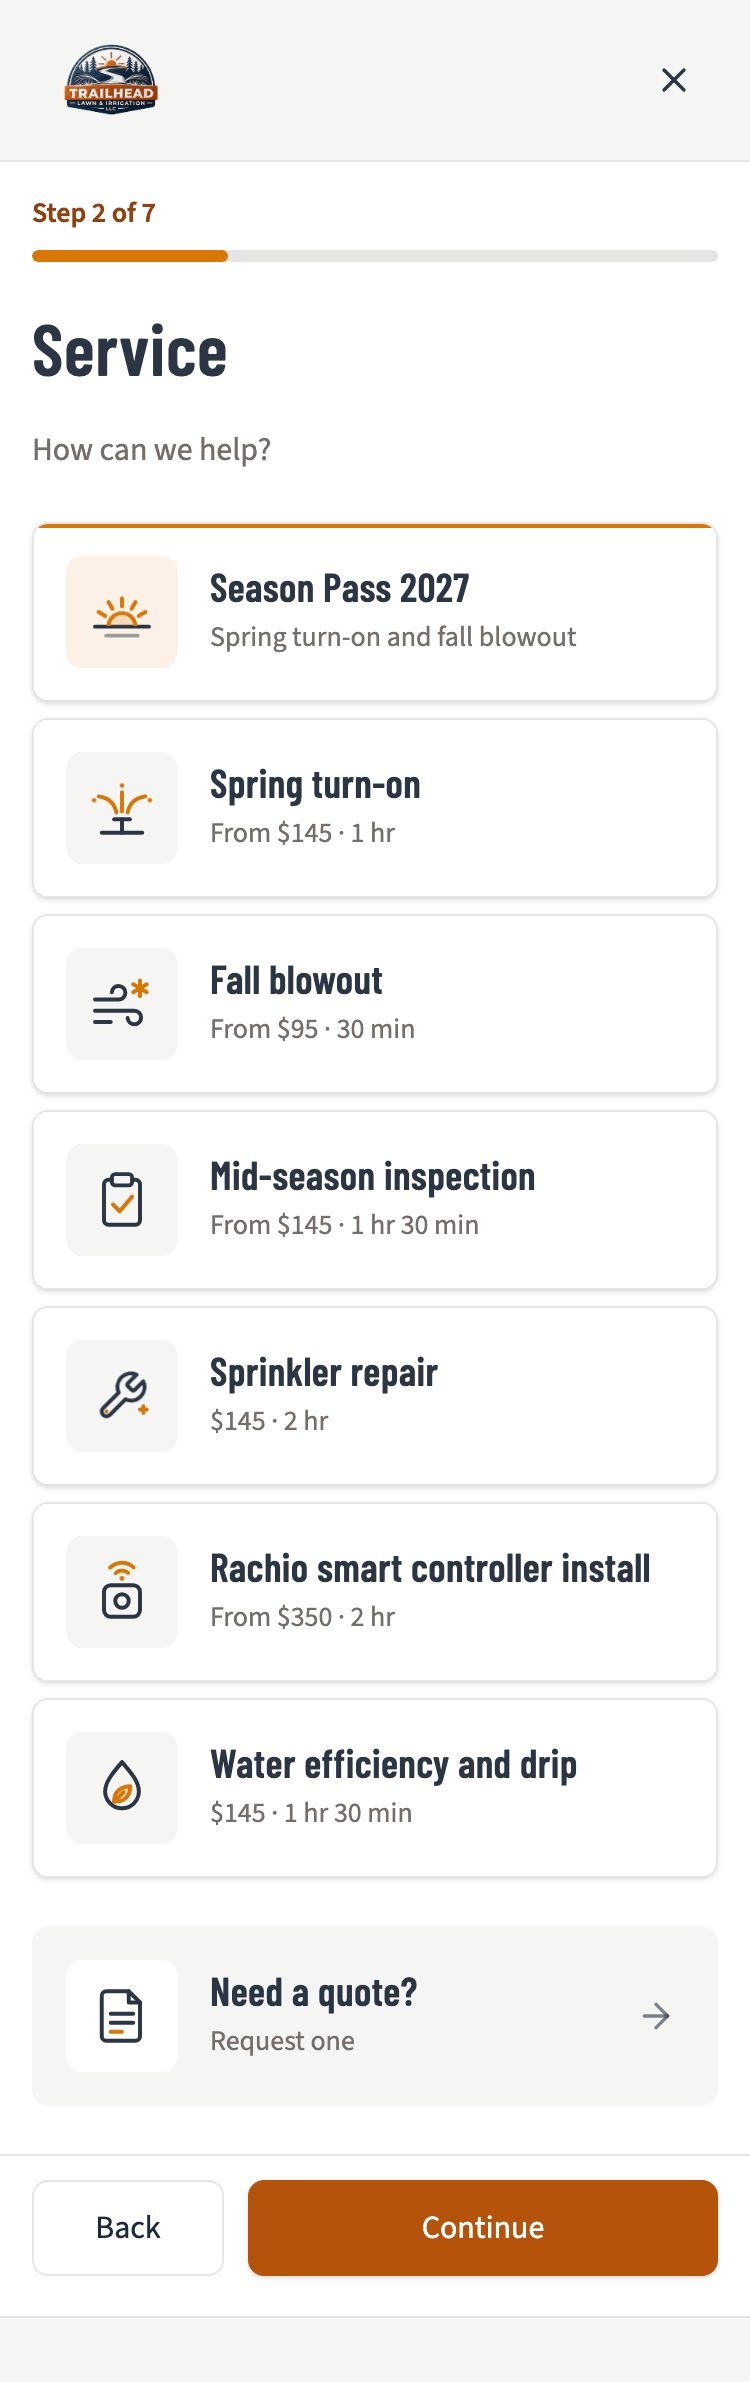 TRAILHEAD
LAWN & IRRIGATION
LLC
Step 2 of 7
Service
How can we help?
Season Pass 2027
Spring turn-on and fall blowout
Spring turn-on
From $145 · 1 hr
Fall blowout
From $95 · 30 min
Mid-season inspection
From $145 · 1 hr 30 min
Sprinkler repair
$145 · 2 hr
Rachio smart controller install
From $350 · 2 hr
Water efficiency and drip
$145 · 1 hr 30 min
Need a quote?
Request one
Back
Continue